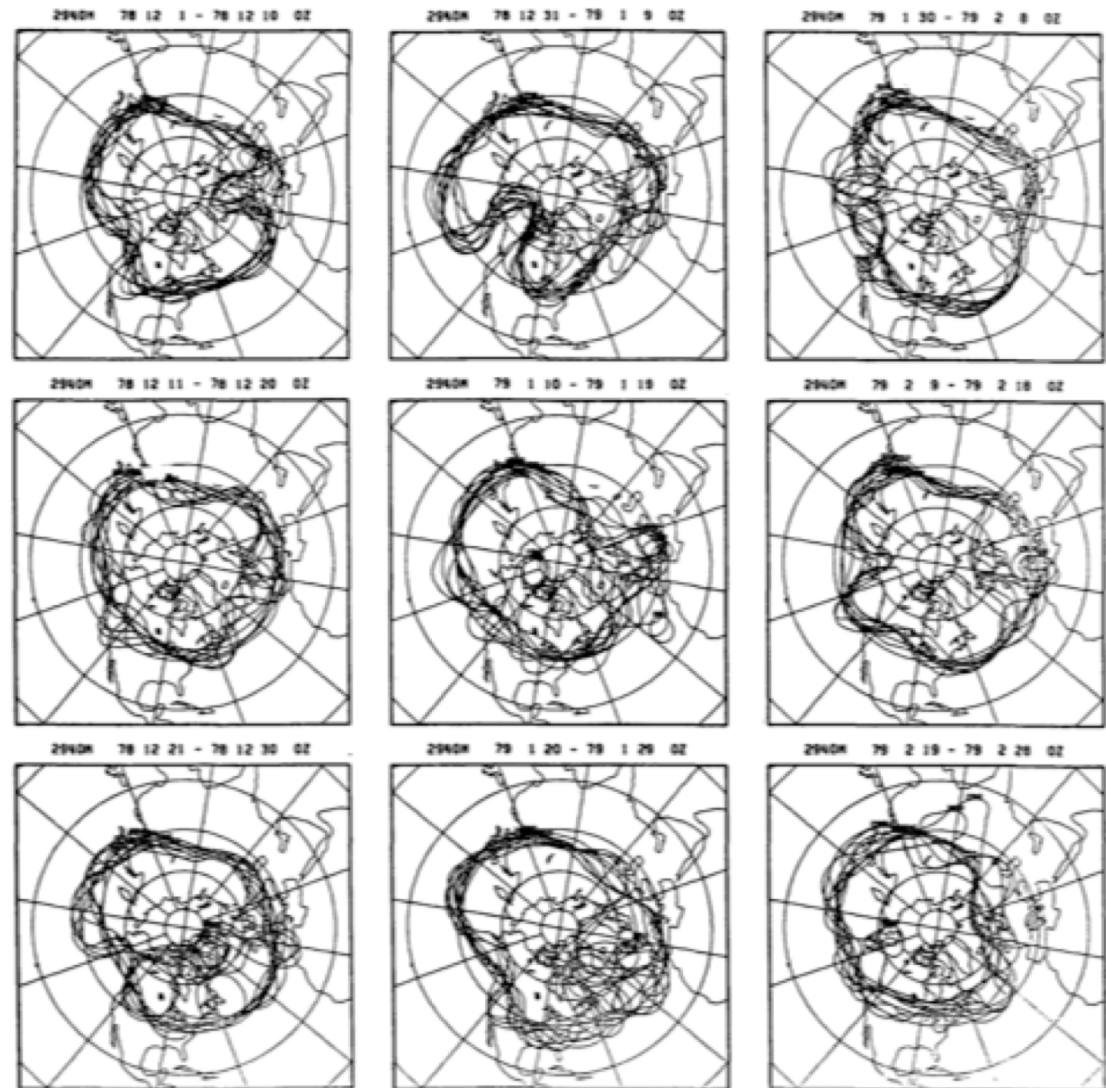 2940M 78 12 1 - 78 12 10 0Z
2940M 78 12 31 - 79 1 9 0Z
2940M 79 1 30 - 79 2 8 0Z
2940M 78 12 11 - 78 12 20 0Z
2940M 79 1 10 - 79 1 19 0Z
2940M 79 2 9 - 79 2 18 0Z
2940M 78 12 21 - 78 12 30 0Z
2940M 79 1 20 - 79 1 29 0Z
2940M 79 2 19 - 79 2 28 0Z